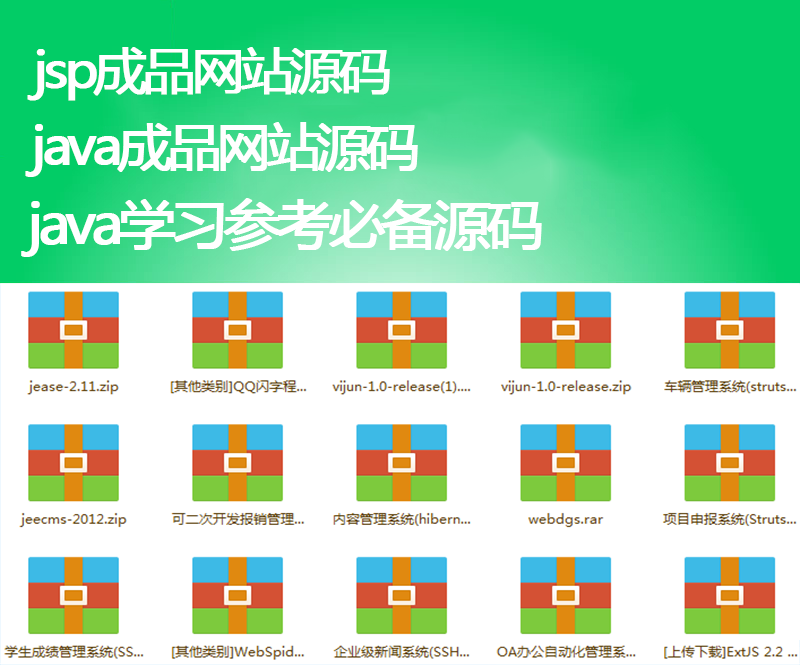 jsp成品网站源码
java成品网站源码
java学习参考必备源码
jease-2.11.zip
[其他类别]QQ闪字程...
vijun-1.0-release(1)....
vijun-1.0-release.zip
车辆管理系统(struts...
jeecms-2012.zip
可二次开发报销管理...
内容管理系统(hibern...
webdgs.rar
项目申报系统(Struts...
学生成绩管理系统(SS...
[其他类别]WebSpid...
企业级新闻系统(SSH...
OA办公自动化管理系...
[上传下载]ExtJS 2.2 ...